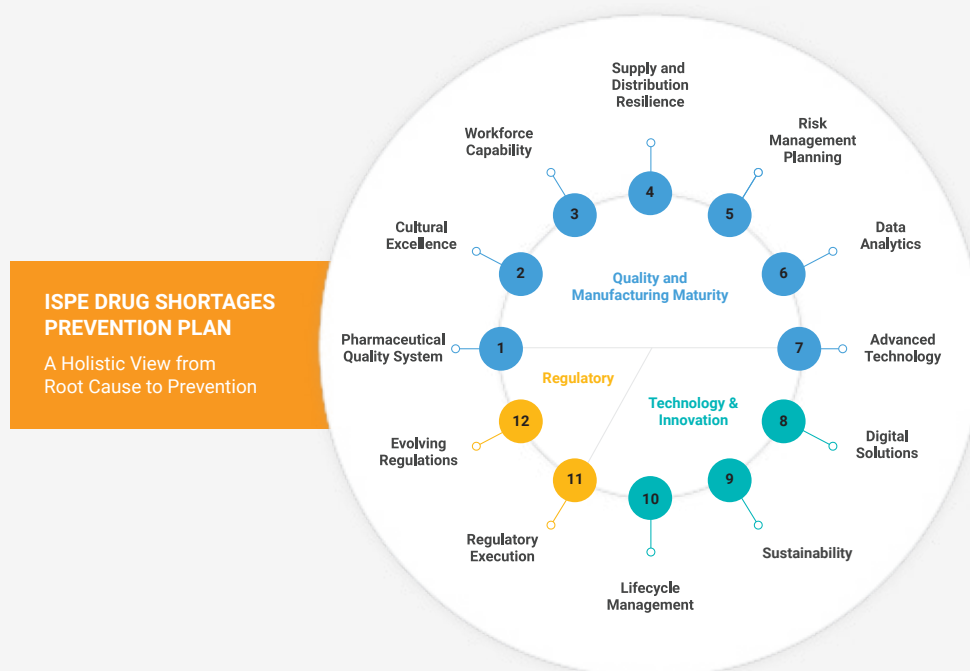 ISPE DRUG SHORTAGES
PREVENTION PLAN
A Holistic View from
Root Cause to Prevention
Supply and
Distribution
Resilience
Workforce
Capability
Risk
Management
Planning
Cultural
Excellence
Data
Analytics
Pharmaceutical
Quality System
Advanced
Technology
Evolving
Regulations
Digital
Solutions
Regulatory
Execution
Sustainability
Lifecycle
Management
Quality and
Manufacturing Maturity
Regulatory
Technology &
Innovation
1
2
3
4
5
6
7
8
9
10
11
12